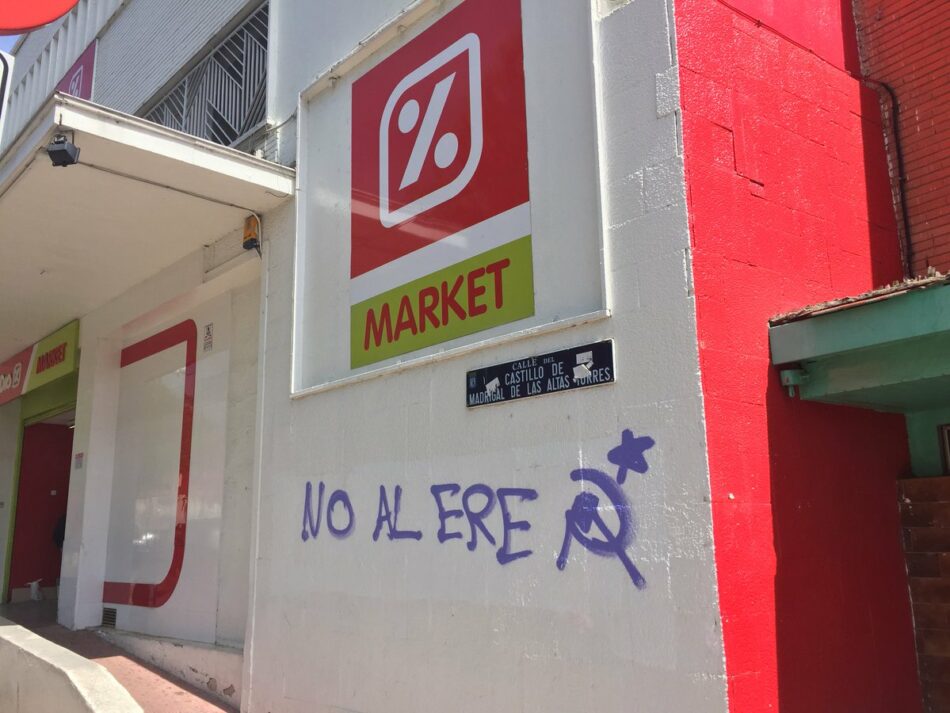 %
MARKET
CALLE DEL
CASTILLO DE
MADRIGAL DE LAS ALTAS TORRES
NO AL ERE
MARKET